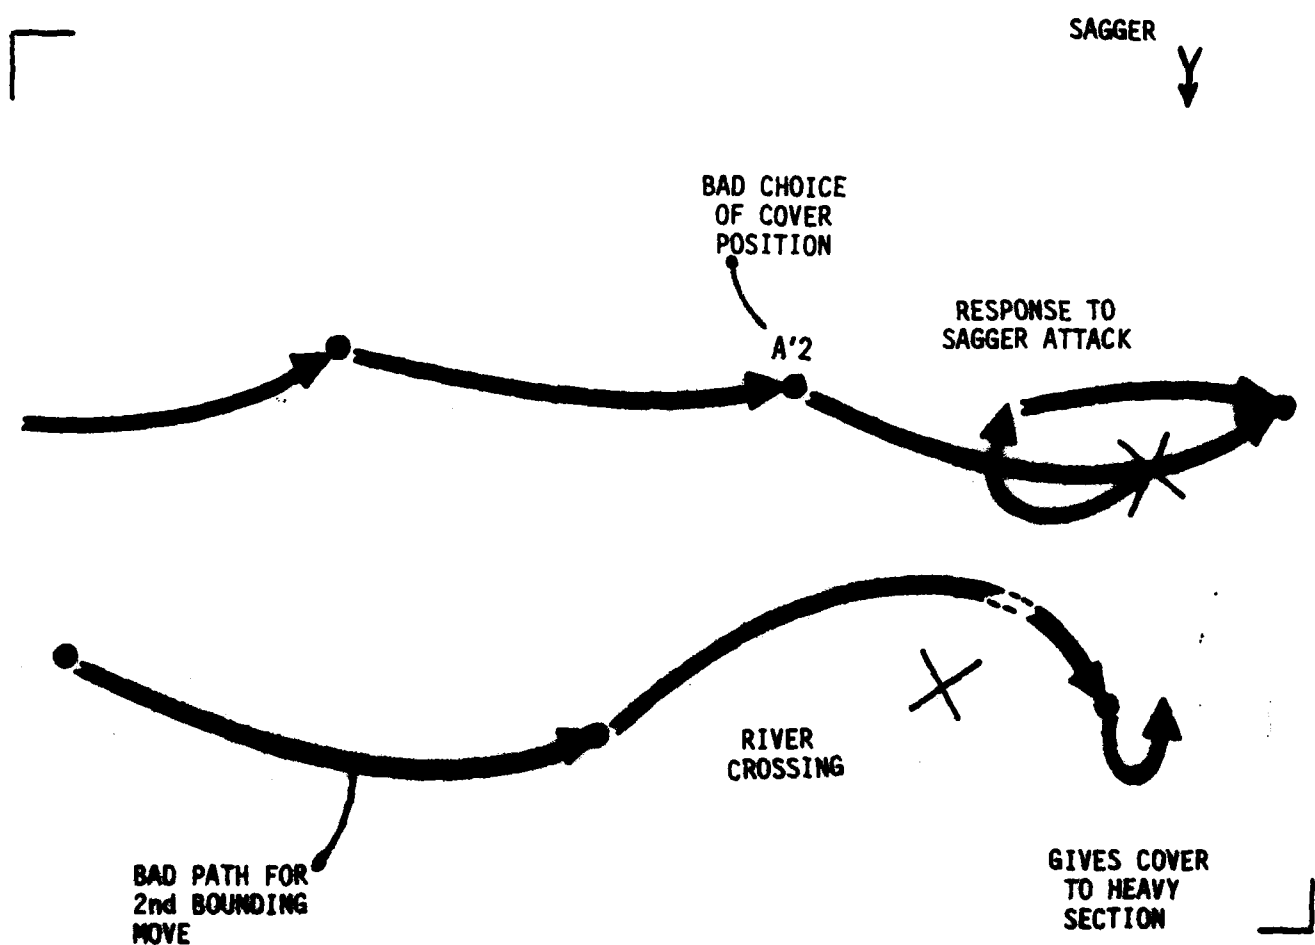 SAGGER
BAD CHOICE
OF COVER
POSITION
RESPONSE TO
SAGGER ATTACK
A'2
RIVER
CROSSING
BAD PATH FOR
2nd BOUNDING
MOVE
GIVES COVER
TO HEAVY
SECTION